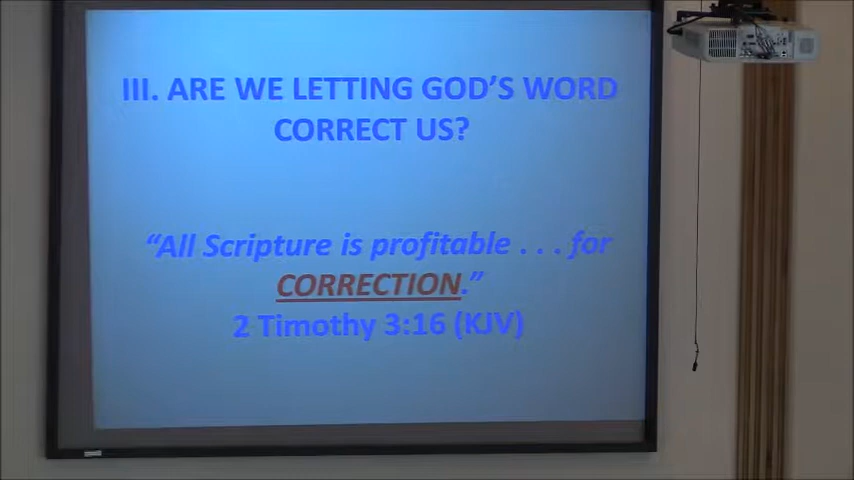 III. ARE WE LETTING GOD’S WORD
CORRECT US?
“All Scripture is profitable . . . for
CORRECTION.”
2 Timothy 3:16 (KJV)